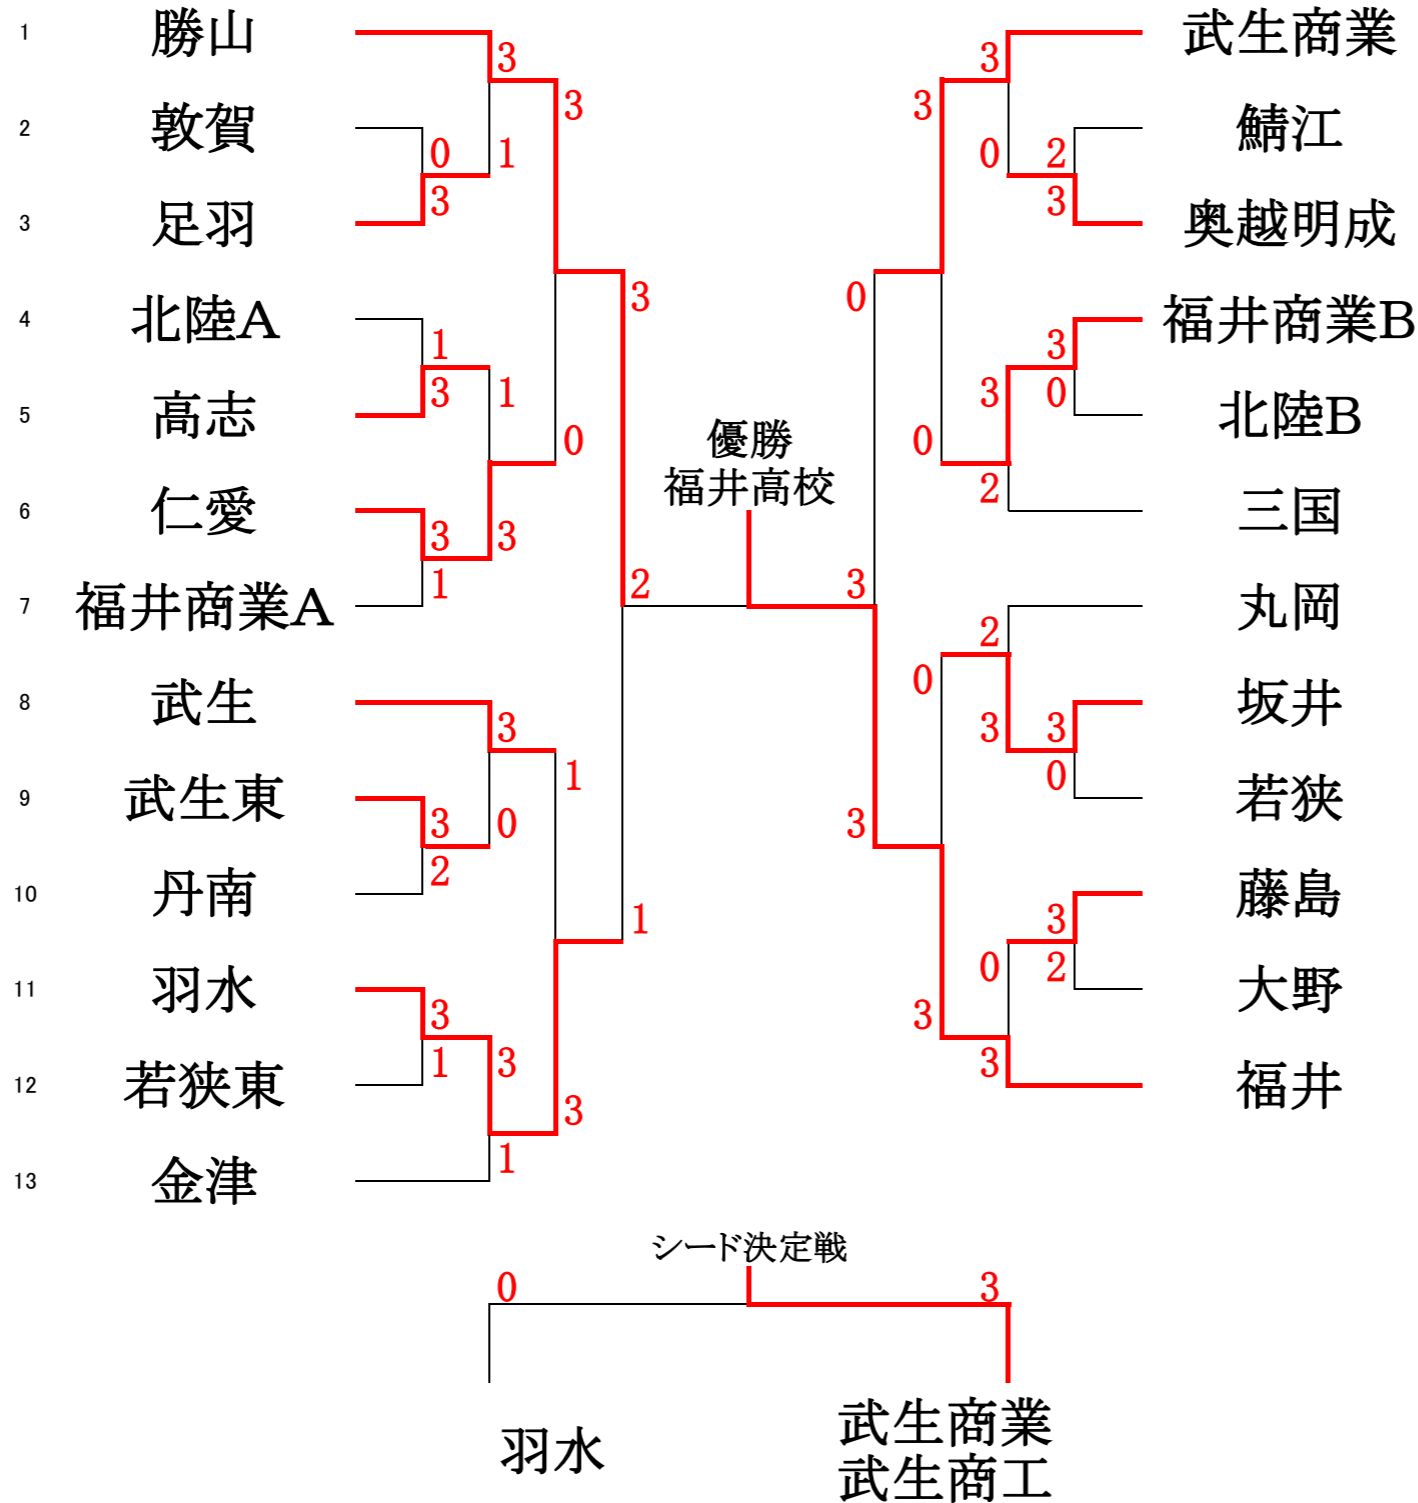 1 勝山 3 3 武生商業
3 3
2 敦賀 0 1 0 2 鯖江
3 足羽 3 3 奥越明成
3 0
4 北陸A 1 3 福井商業B
5 高志 3 1 3 0 北陸B
0 0
優勝
福井高校
6 仁愛 3 3 2 三国
7 福井商業A 1 2 3 丸岡
2
0
8 武生 3 3 3 坂井
1 0
9 武生東 3 0 3 若狭
10 丹南 2 藤島
1 3
11 羽水 3 0 2 大野
3
12 若狭東 1 3 3 福井
3
13 金津 1
シード決定戦
0 3
羽水
武生商業
武生商工